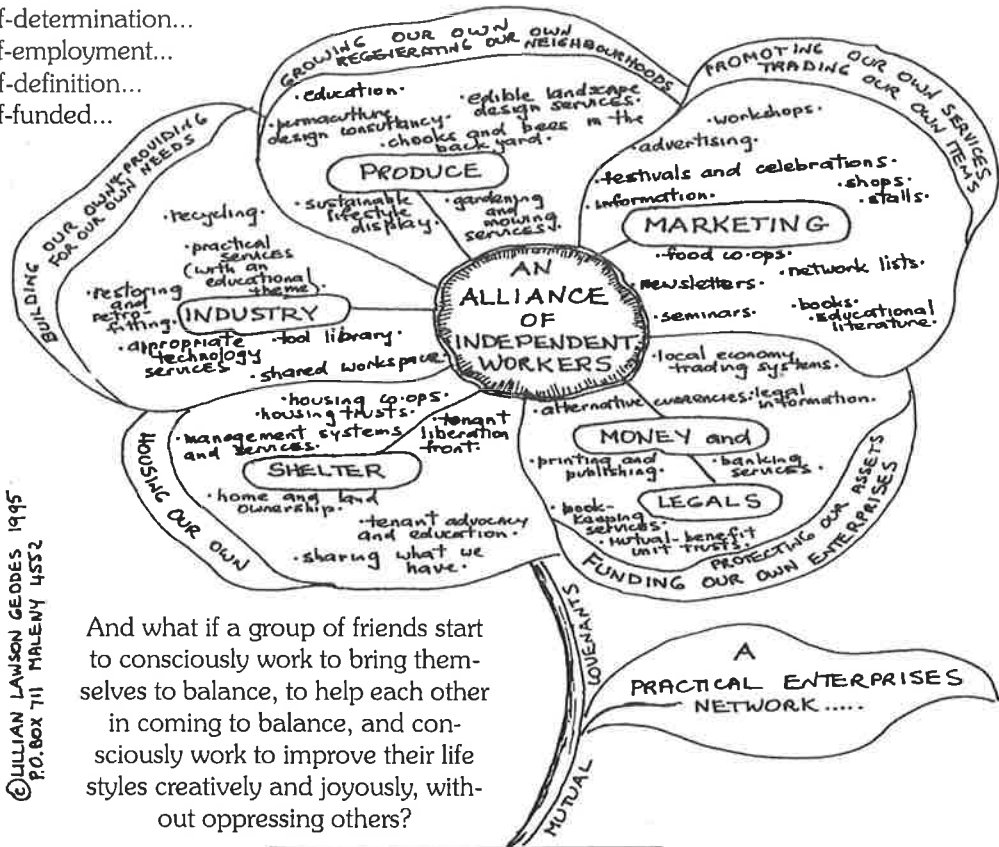 f-determination...
f-employment...
f-definition...
f-funded...
GROWING OUR OWN
REGENERATING OUR OWN NEIGHBOURHOODS
• education.
• edible landscape
design services.
• permaculture
design consultancy.
• chooks and bees in the
back yard.
PRODUCE
• sustainable
lifestyle
display.
• gardening
and
mowing
services.
PROMOTING OUR OWN SERVICES
TRADING OUR OWN ITEMS
• workshops.
• advertising.
• festivals and celebrations.
• information.
• shops.
• stalls.
MARKETING
• food co-ops.
• network lists.
• newsletters.
• seminars.
• books.
• educational
literature.
BUILDING OUR OWN & PROVIDING
FOR OUR OWN NEEDS
• recycling.
• practical
services
(with an
educational
theme).
• restoring
and
retro-
fitting.
INDUSTRY
• appropriate
technology
services
• tool library
• shared workspace.
AN
ALLIANCE
OF
INDEPENDENT
WORKERS
HOUSING OUR OWN
• housing co-ops.
• housing trusts.
• management systems
and services.
• tenant
liberation
front.
SHELTER
• home and land
ownership.
• tenant advocacy
and education.
• sharing what we
have.
• local economy
trading systems.
• alternative currencies.
• legal
information.
MONEY and
• printing and
publishing.
• banking
services.
LEGALS
• book-
keeping
services.
• mutual-benefit
unit trusts.
PROTECTING OUR ASSETS
FUNDING OUR OWN ENTERPRISES
© LILLIAN LAWSON GEDDES 1995
P.O. BOX 711 MALENY 4552
And what if a group of friends start
to consciously work to bring them-
selves to balance, to help each other
in coming to balance, and con-
sciously work to improve their life
styles creatively and joyously, with-
out oppressing others?
MUTUAL COVENANTS
A
PRACTICAL ENTERPRISES
NETWORK.....